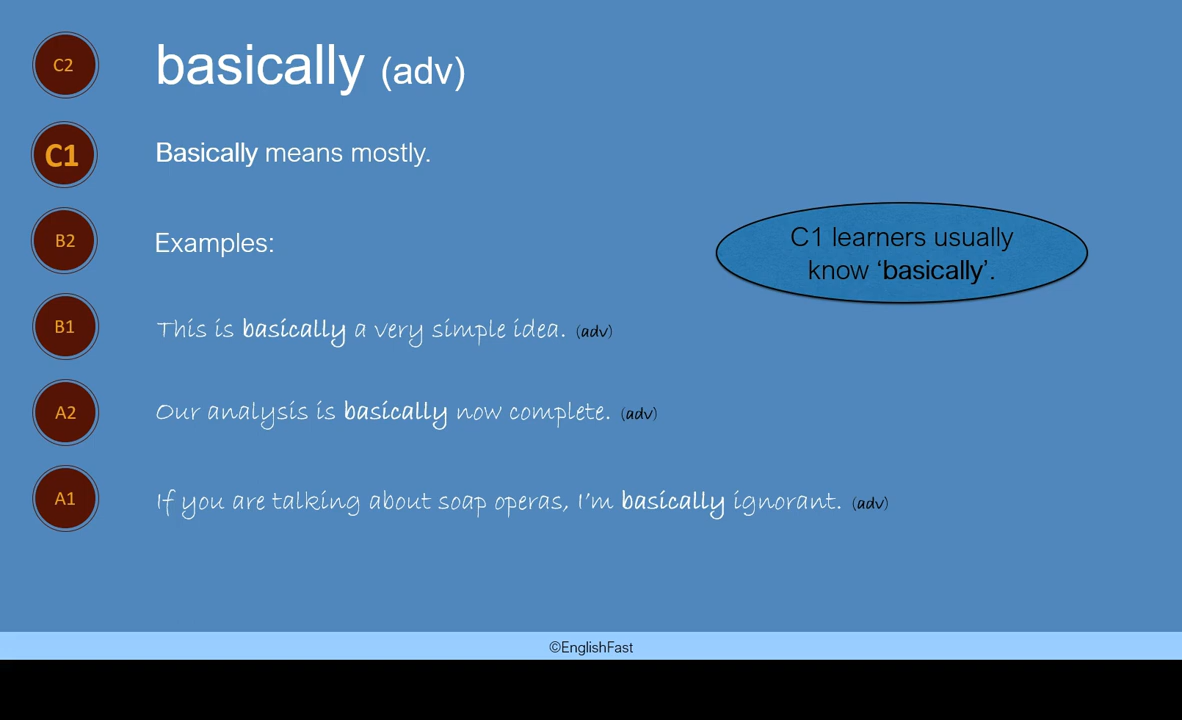 C2
basically (adv)
C1
Basically means mostly.
B2
Examples:
C1 learners usually
know ‘basically’.
B1
This is basically a very simple idea. (adv)
A2
Our analysis is basically now complete. (adv)
A1
If you are talking about soap operas, I’m basically ignorant. (adv)
©EnglishFast